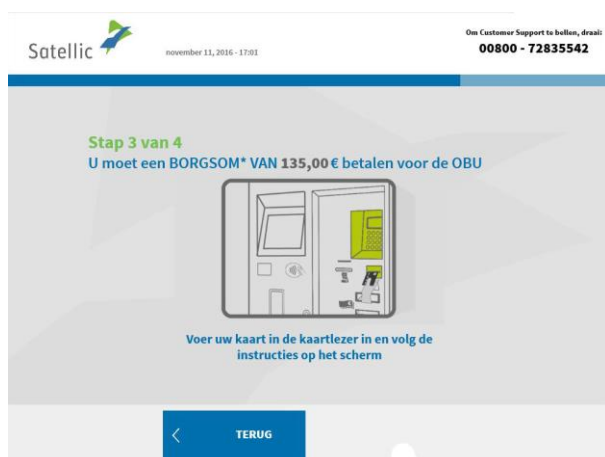 Om Customer Support te bellen, draai:
00800 - 72835542
Satellic
november 11, 2016 - 17:01
Stap 3 van 4
U moet een BORGSOM* VAN 135,00 € betalen voor de OBU
Voer uw kaart in de kaartlezer in en volg de
instructies op het scherm
TERUG